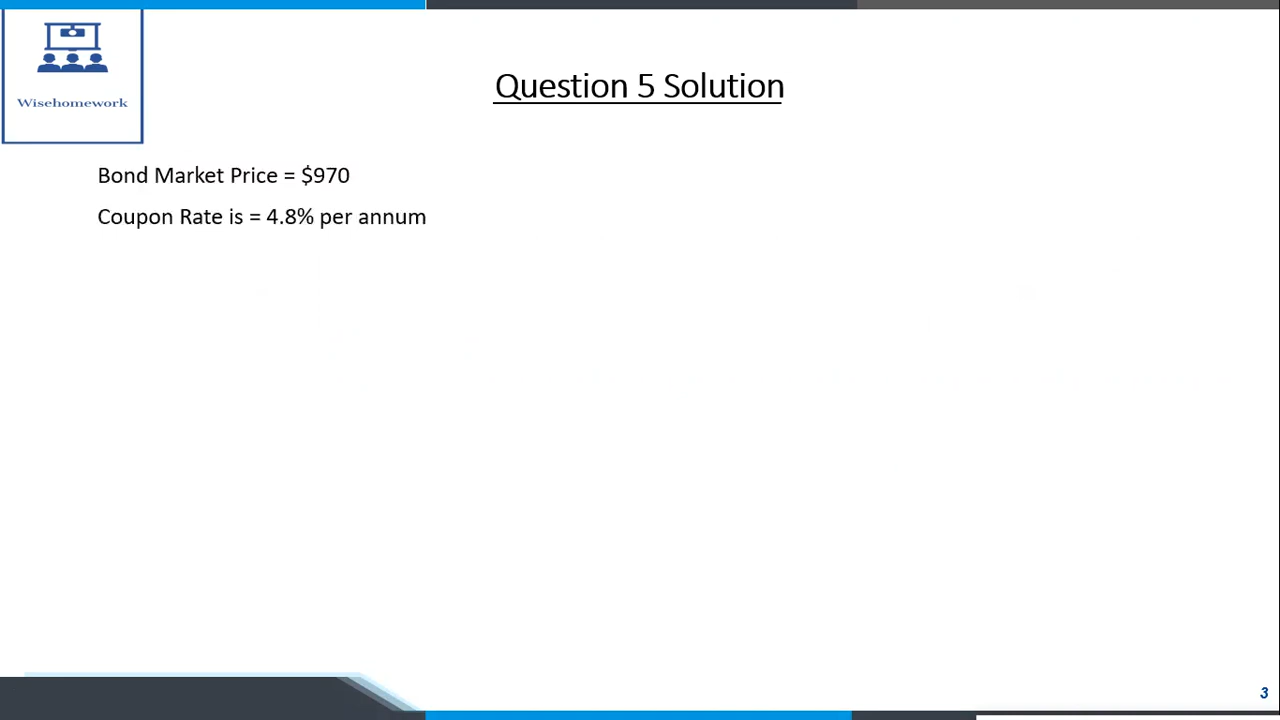 Wisehomework
Question 5 Solution
Bond Market Price = $970
Coupon Rate is = 4.8% per annum
3